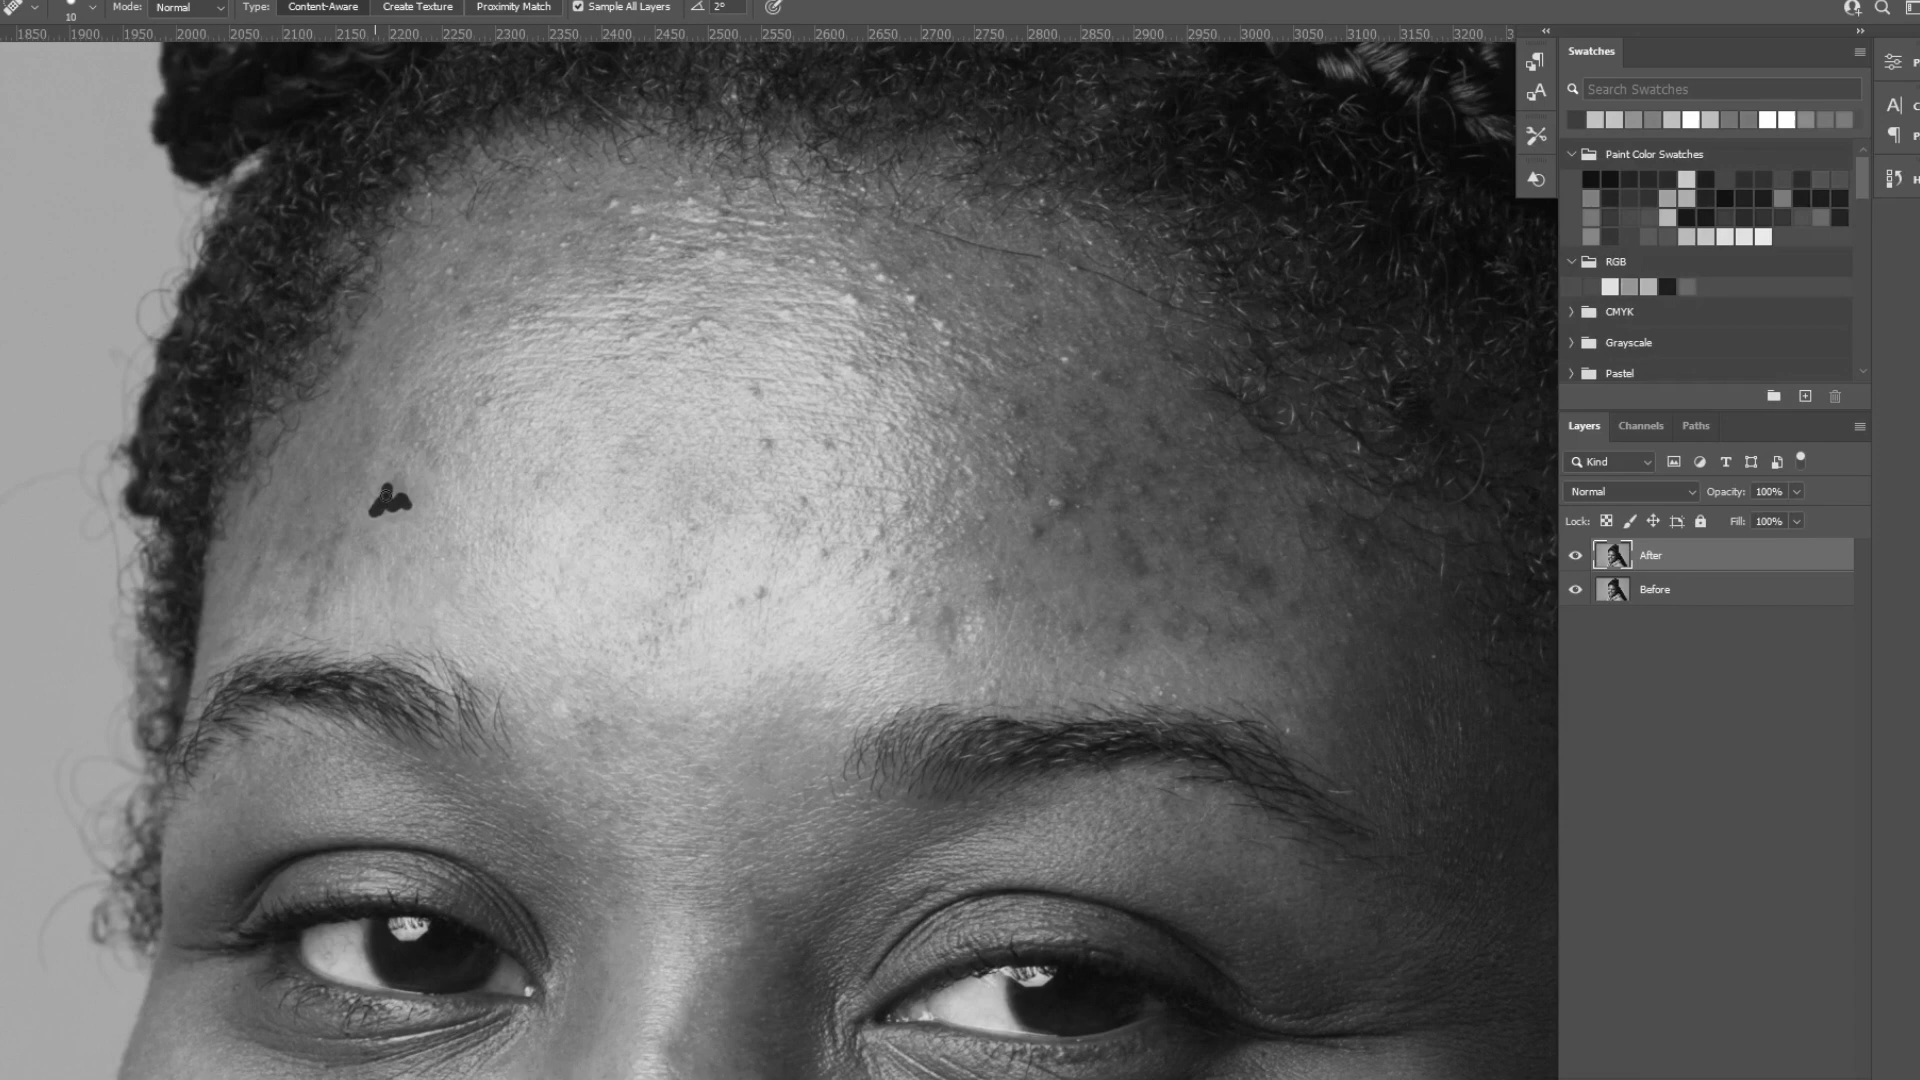 10 Mode: Normal Type: Content-Aware Create Texture Proximity Match Sample All Layers 2°
1850 1900 1950 2000 2050 2100 2150 2200 2250 2300 2350 2400 2450 2500 2550 2600 2650 2700 2750 2800 2850 2900 2950 3000 3050 3100 3150 3200 3
Swatches
Search Swatches
Paint Color Swatches
RGB
CMYK
Grayscale
Pastel
Layers Channels Paths
Kind
Normal Opacity: 100%
Lock: Fill: 100%
After
Before